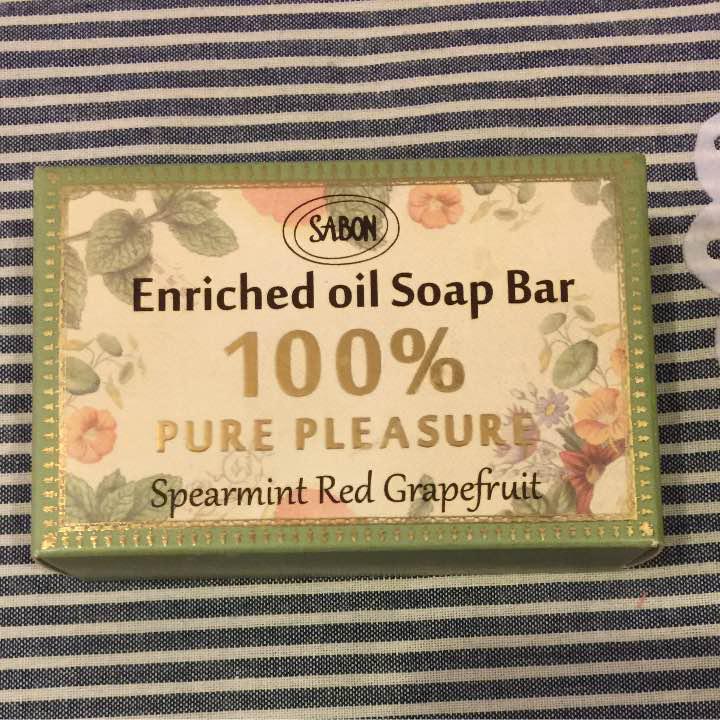 SABON
Enriched oil Soap Bar
100%
PURE PLEASURE
Spearmint Red Grapefruit